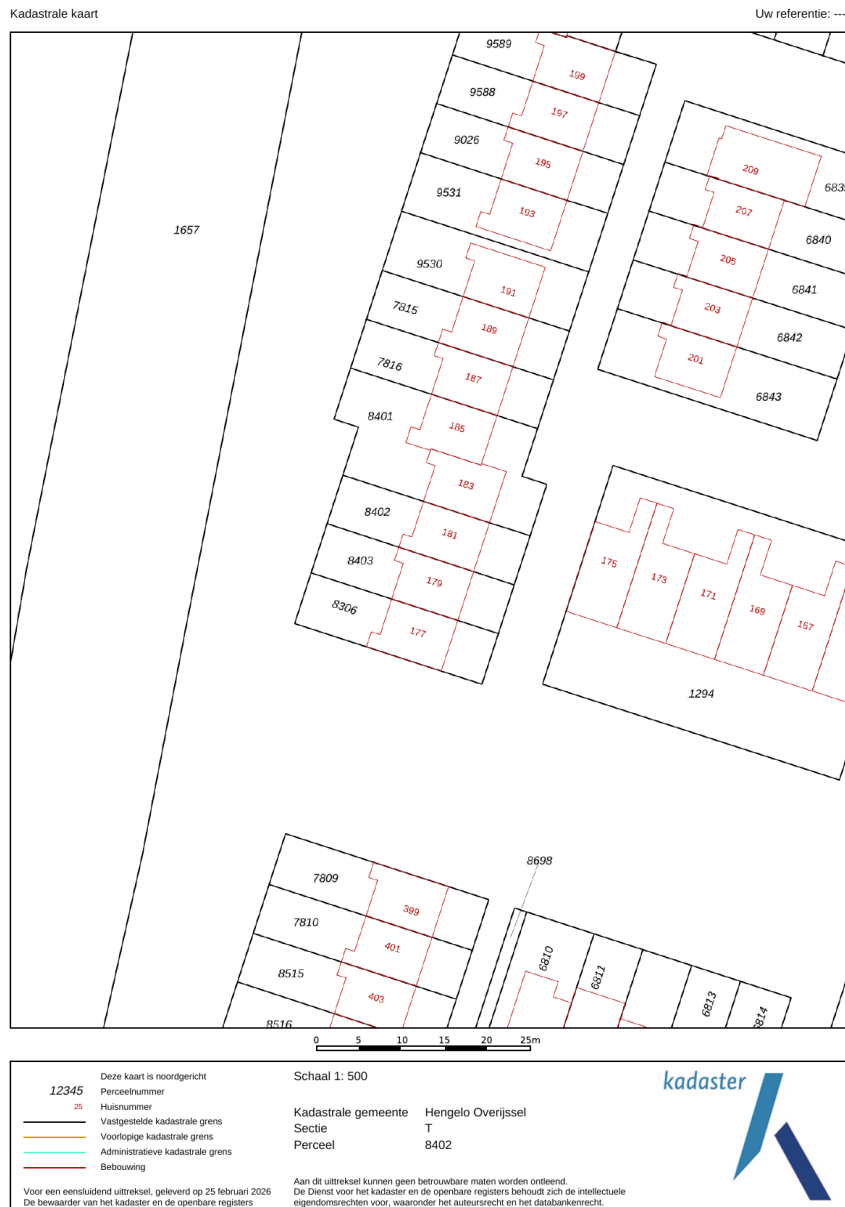 Kadastrale kaart
Uw referentie: ---
9589
199
9588
197
9026
195
209
9531
193
207
6840
1657
9530
205
191
6841
7815
203
189
6842
7816
187
201
6843
8401
185
183
8402
181
175
8403
173
179
171
8306
169
167
177
1294
8698
7809
399
7810
401
6810
8515
6811
403
6813
8516
6814
0 5 10 15 20 25m
Deze kaart is noordgericht
12345 Perceelnummer
25 Huisnummer
Vastgestelde kadastrale grens
Voorlopige kadastrale grens
Administratieve kadastrale grens
Bebouwing
Voor een eensluidend uittreksel, geleverd op 25 februari 2026
De bewaarder van het kadaster en de openbare registers
Schaal 1: 500
Kadastrale gemeente Hengelo Overijssel
Sectie T
Perceel 8402
Aan dit uittreksel kunnen geen betrouwbare maten worden ontleend.
De Dienst voor het kadaster en de openbare registers behoudt zich de intellectuele
eigendomsrechten voor, waaronder het auteursrecht en het databankenrecht.
kadaster